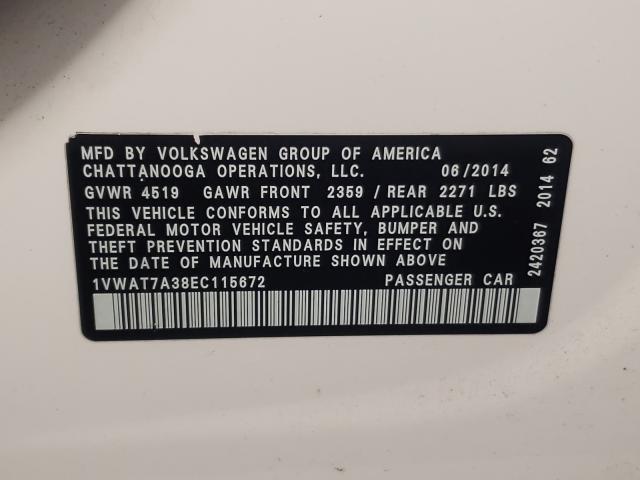 MFD BY VOLKSWAGEN GROUP OF AMERICA
CHATTANOOGA OPERATIONS, LLC. 06/2014
GVWR 4519 GAWR FRONT 2359 / REAR 2271 LBS
THIS VEHICLE CONFORMS TO ALL APPLICABLE U.S.
FEDERAL MOTOR VEHICLE SAFETY, BUMPER AND
THEFT PREVENTION STANDARDS IN EFFECT ON
THE DATE OF MANUFACTURE SHOWN ABOVE
1VWAT7A38EC115672 PASSENGER CAR
2420367 2014 62